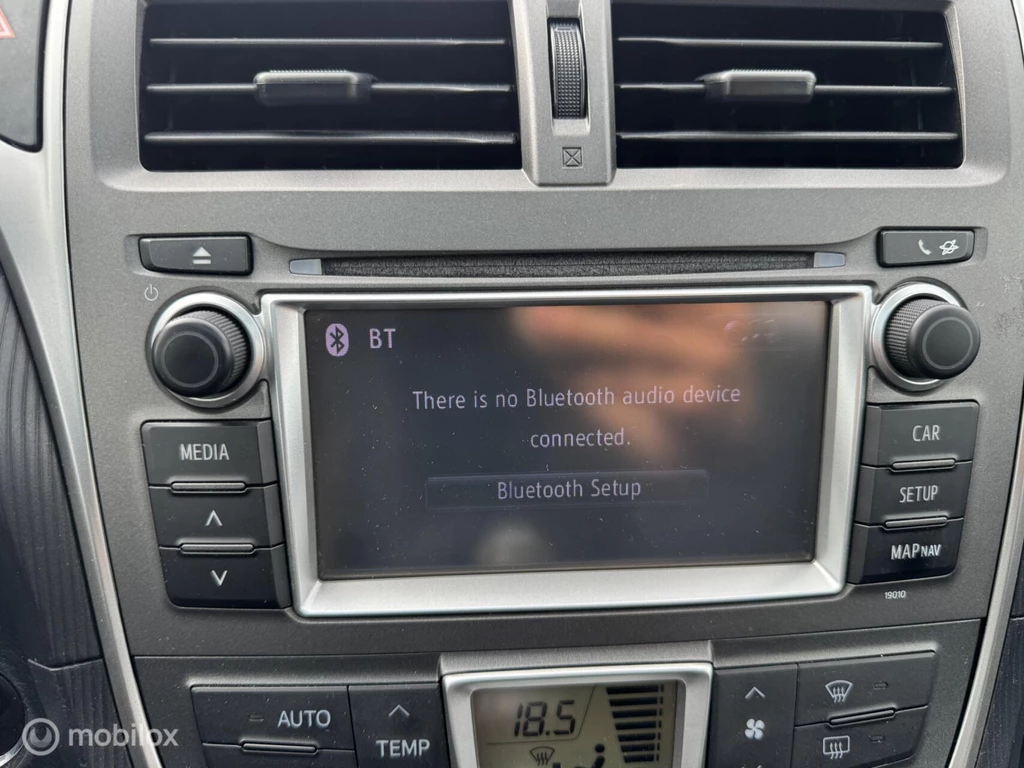 BT
There is no Bluetooth audio device
connected.
Bluetooth Setup
MEDIA
CAR
SETUP
MAP NAV
19010
AUTO
TEMP
18.5
mobilox